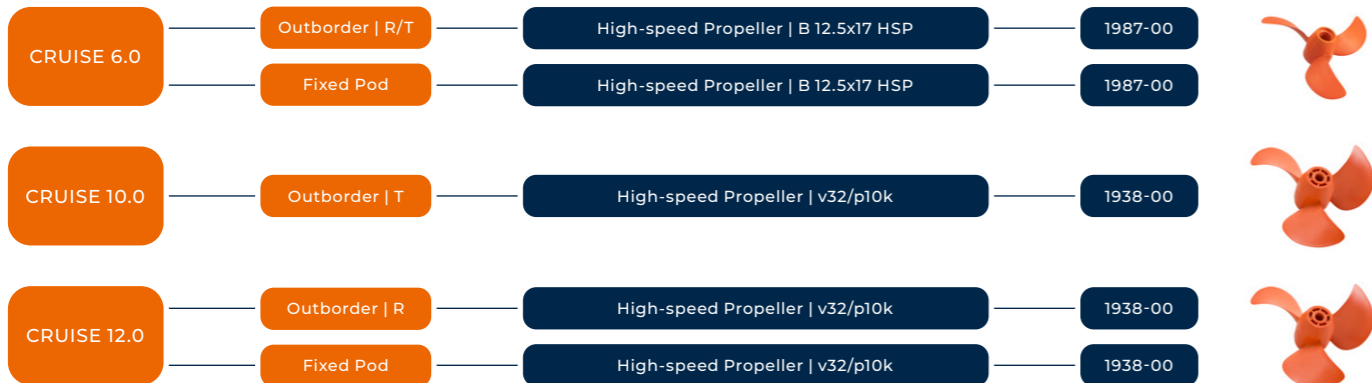 CRUISE 6.0
Outborder | R/T
High-speed Propeller | B 12.5x17 HSP
1987-00
Fixed Pod
High-speed Propeller | B 12.5x17 HSP
1987-00
CRUISE 10.0
Outborder | T
High-speed Propeller | v32/p10k
1938-00
CRUISE 12.0
Outborder | R
High-speed Propeller | v32/p10k
1938-00
Fixed Pod
High-speed Propeller | v32/p10k
1938-00